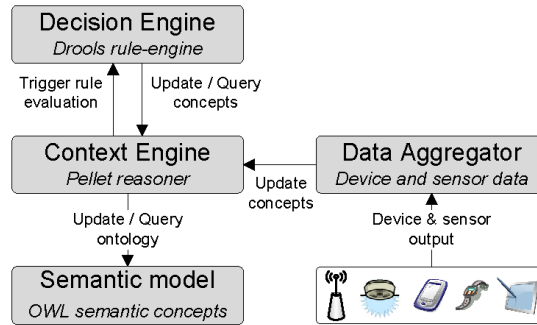 Decision Engine
Drools rule-engine
Trigger rule
evaluation
Update / Query
concepts
Context Engine
Pellet reasoner
Data Aggregator
Device and sensor data
Update
concepts
Update / Query
ontology
Device & sensor
output
Semantic model
OWL semantic concepts